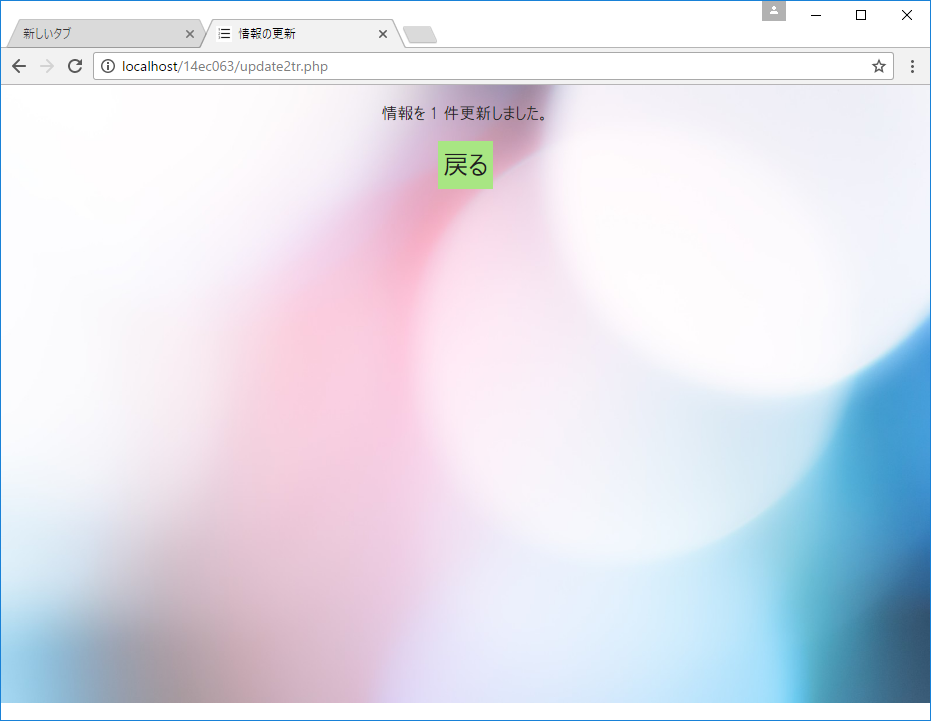 新しいタブ
情報の更新
localhost/14ec063/update2tr.php
情報を 1 件更新しました。
戻る